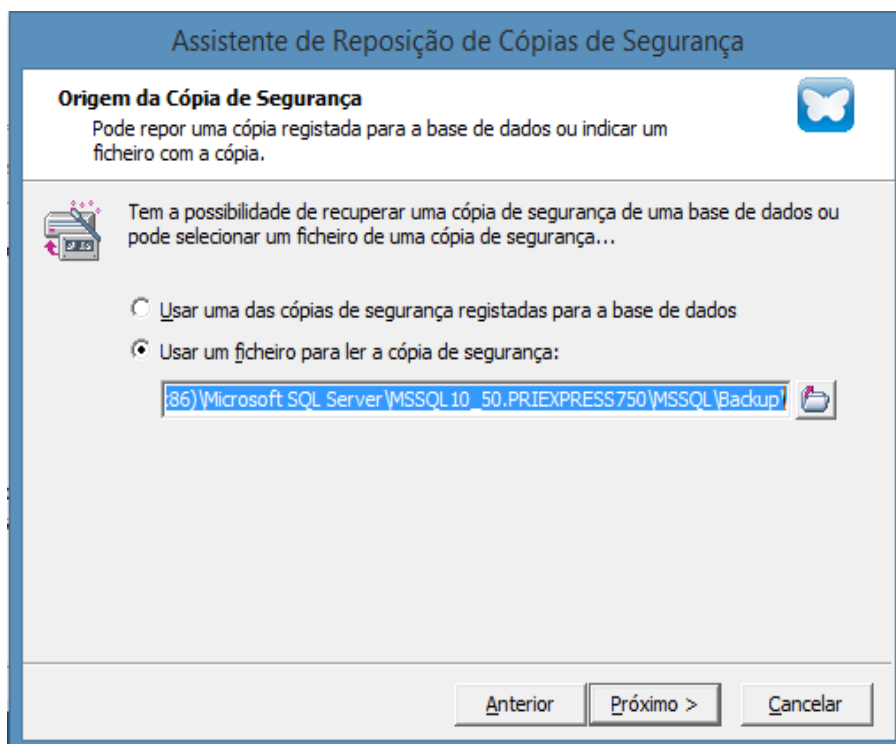 Assistente de Reposição de Cópias de Segurança
Origem da Cópia de Segurança
Pode repor uma cópia registada para a base de dados ou indicar um
ficheiro com a cópia.
Tem a possibilidade de recuperar uma cópia de segurança de uma base de dados ou
pode selecionar um ficheiro de uma cópia de segurança...
Usar uma das cópias de segurança registadas para a base de dados
Usar um ficheiro para ler a cópia de segurança:
:86)\Microsoft SQL Server\MSSQL10_50.PRIEXPRESS750\MSSQL\Backup\
Anterior
Próximo >
Cancelar